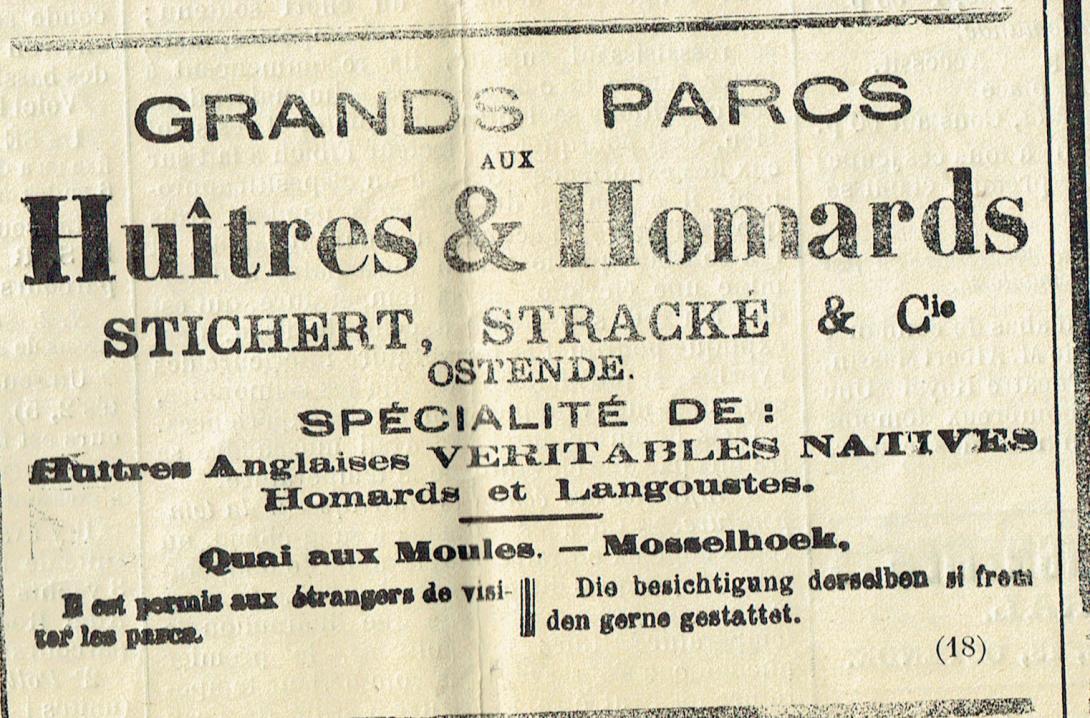 GRANDS PARCS
AUX
Huîtres & Homards
STICHERT, STRACKÉ & Cie
OSTENDE.
SPÉCIALITÉ DE:
Huitres Anglaises VERITABLES NATIVES
Homards et Langoustes.
Quai aux Moules. — Mosselhoek,
Il est permis aux étrangers de visi-
ter les parcs.
Die besichtigung derselben si frem
den gerne gestattet.
(18)